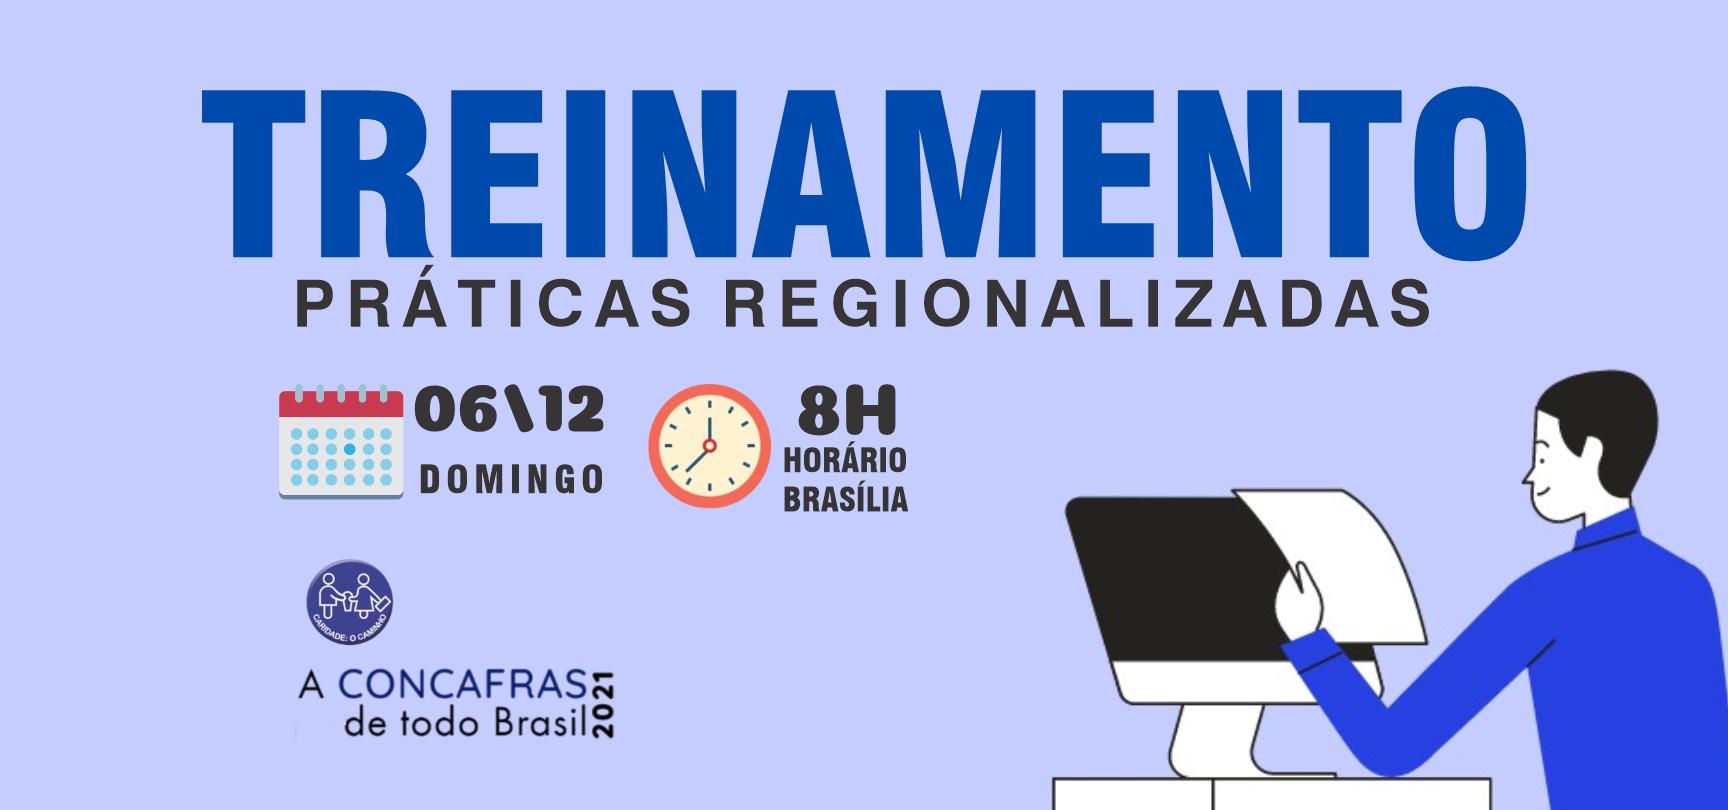 TREINAMENTO
PRÁTICAS REGIONALIZADAS
06\12
DOMINGO
8H
HORÁRIO
BRASÍLIA
CARIDADE: O CAMINHO
A CONCAFRAS
de todo Brasil
2021